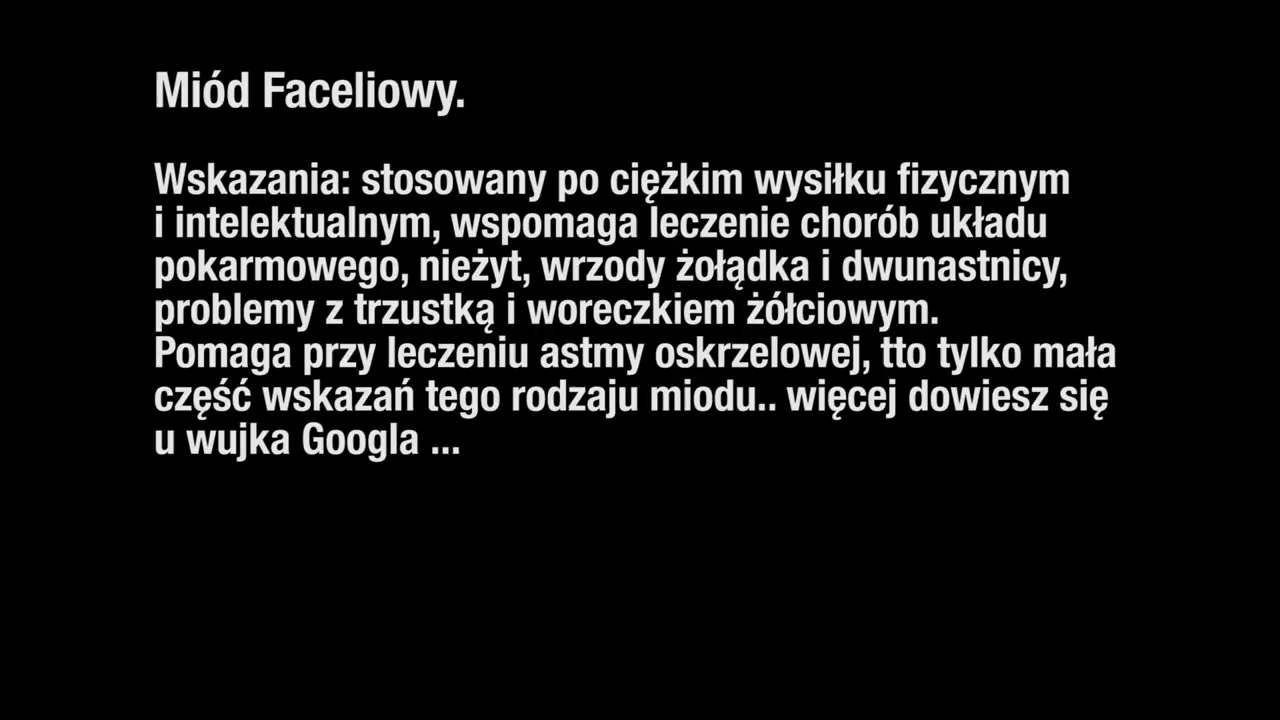 Miód Faceliowy.
Wskazania: stosowany po ciężkim wysiłku fizycznym
i intelektualnym, wspomaga leczenie chorób układu
pokarmowego, nieżyt, wrzody żołądka i dwunastnicy,
problemy z trzustką i woreczkiem żółciowym.
Pomaga przy leczeniu astmy oskrzelowej, tto tylko mała
część wskazań tego rodzaju miodu.. więcej dowiesz się
u wujka Googla ...